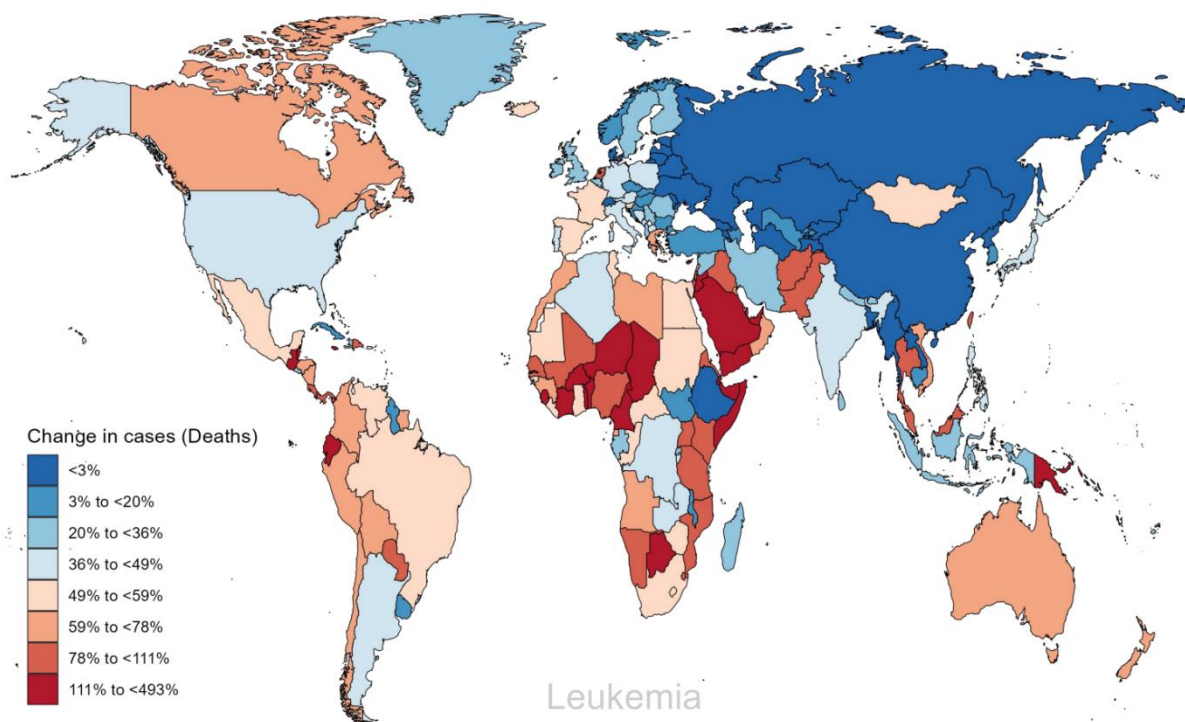 Change in cases (Deaths)
<3%
3% to <20%
20% to <36%
36% to <49%
49% to <59%
59% to <78%
78% to <111%
111% to <493%
Leukemia